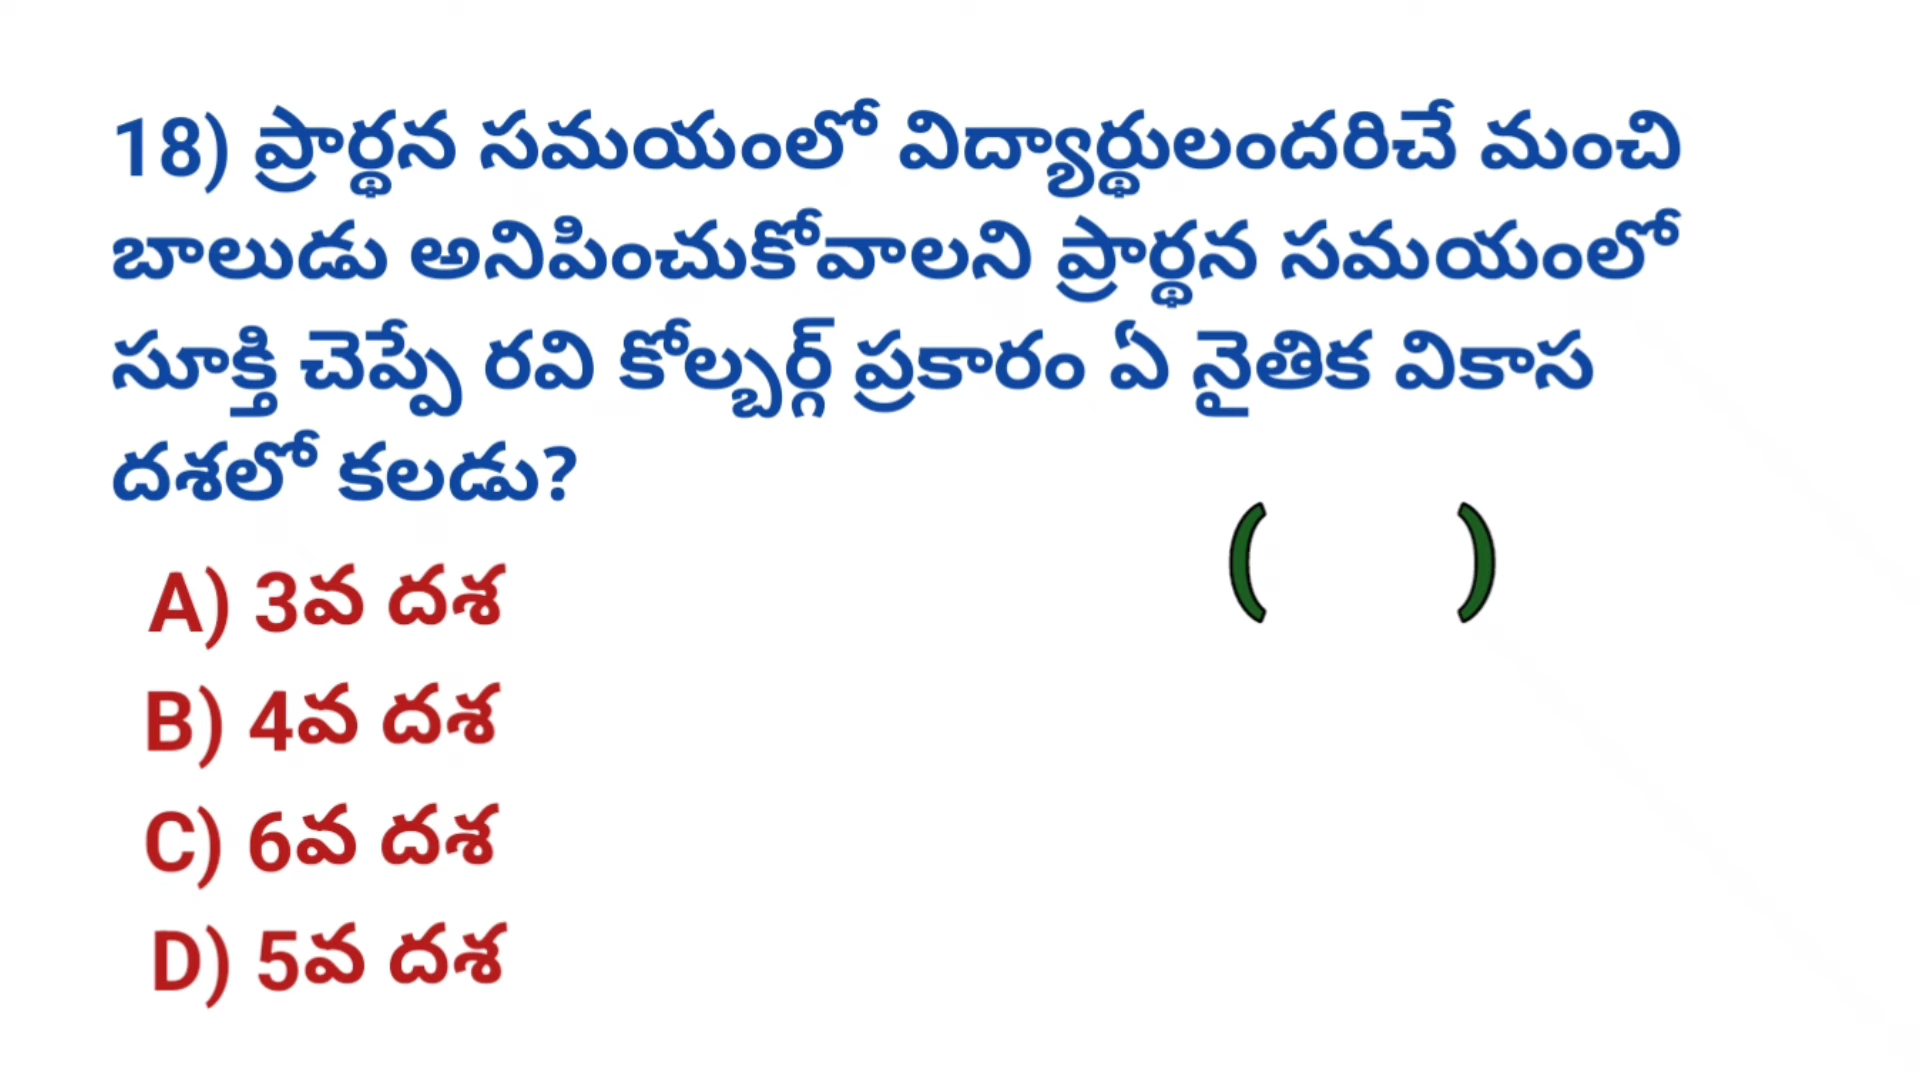 18) ప్రార్థన సమయంలో విద్యార్థులందరిచే మంచి
బాలుడు అనిపించుకోవాలని ప్రార్థన సమయంలో
సూక్తి చెప్పే రవి కోల్బర్గ్ ప్రకారం ఏ నైతిక వికాస
దశలో కలడు?
( )
A) 3వ దశ
B) 4వ దశ
C) 6వ దశ
D) 5వ దశ